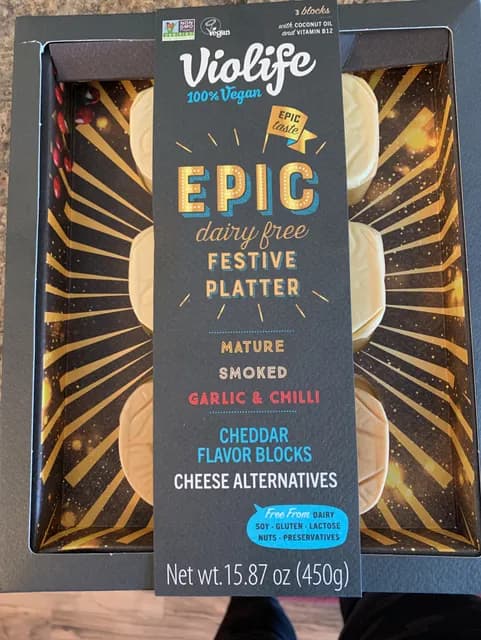 3 blocks
with COCONUT OIL
and VITAMIN B12
NON
GMO
vegan
Violife
100% Vegan
EPIC
taste
EPIC
dairy free
FESTIVE
PLATTER
MATURE
SMOKED
GARLIC & CHILLI
CHEDDAR
FLAVOR BLOCKS
CHEESE ALTERNATIVES
Free From DAIRY
SOY - GLUTEN - LACTOSE
NUTS - PRESERVATIVES
Net wt.15.87 oz (450g)